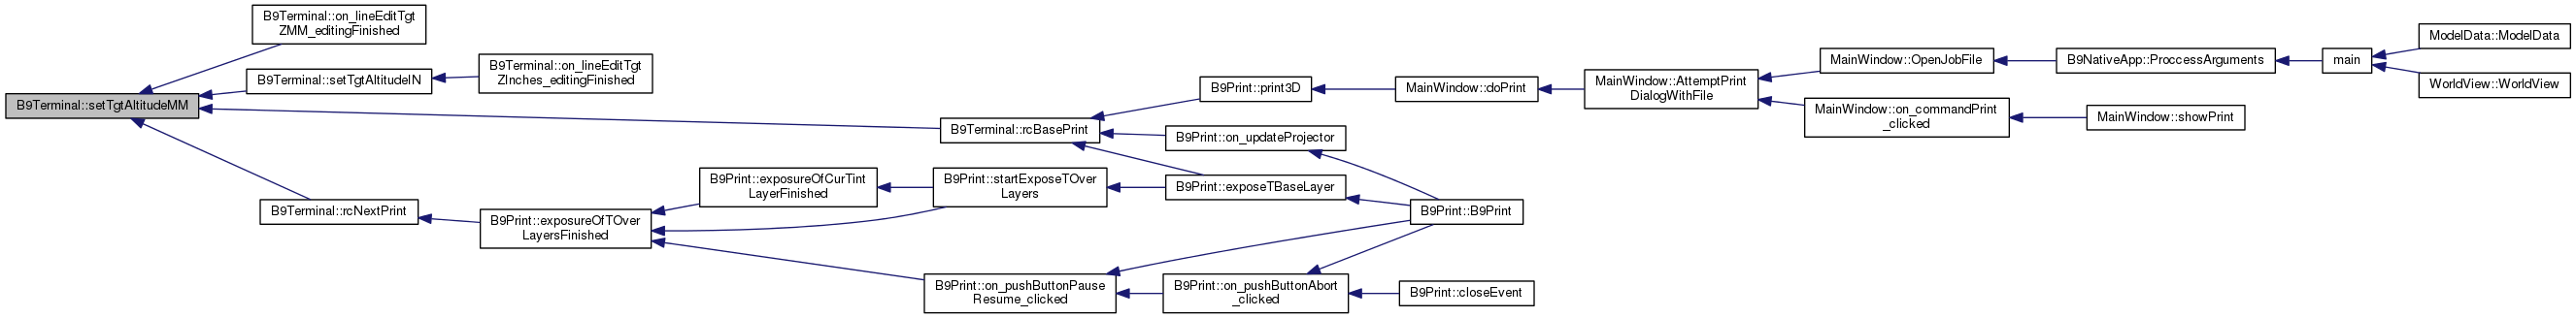 B9Terminal::setTgtAltitudeMM
B9Terminal::on_lineEditTgt
ZMM_editingFinished
B9Terminal::setTgtAltitudeIN
B9Terminal::on_lineEditTgt
ZInches_editingFinished
B9Terminal::rcBasePrint
B9Print::print3D
MainWindow::doPrint
MainWindow::AttemptPrint
DialogWithFile
MainWindow::OpenJobFile
B9NativeApp::ProccessArguments
main
ModelData::ModelData
WorldView::WorldView
MainWindow::on_commandPrint
_clicked
MainWindow::showPrint
B9Print::on_updateProjector
B9Print::exposeTBaseLayer
B9Print::B9Print
B9Terminal::rcNextPrint
B9Print::exposureOfTOver
LayersFinished
B9Print::exposureOfCurTint
LayerFinished
B9Print::startExposeTOver
Layers
B9Print::on_pushButtonPause
Resume_clicked
B9Print::on_pushButtonAbort
_clicked
B9Print::closeEvent